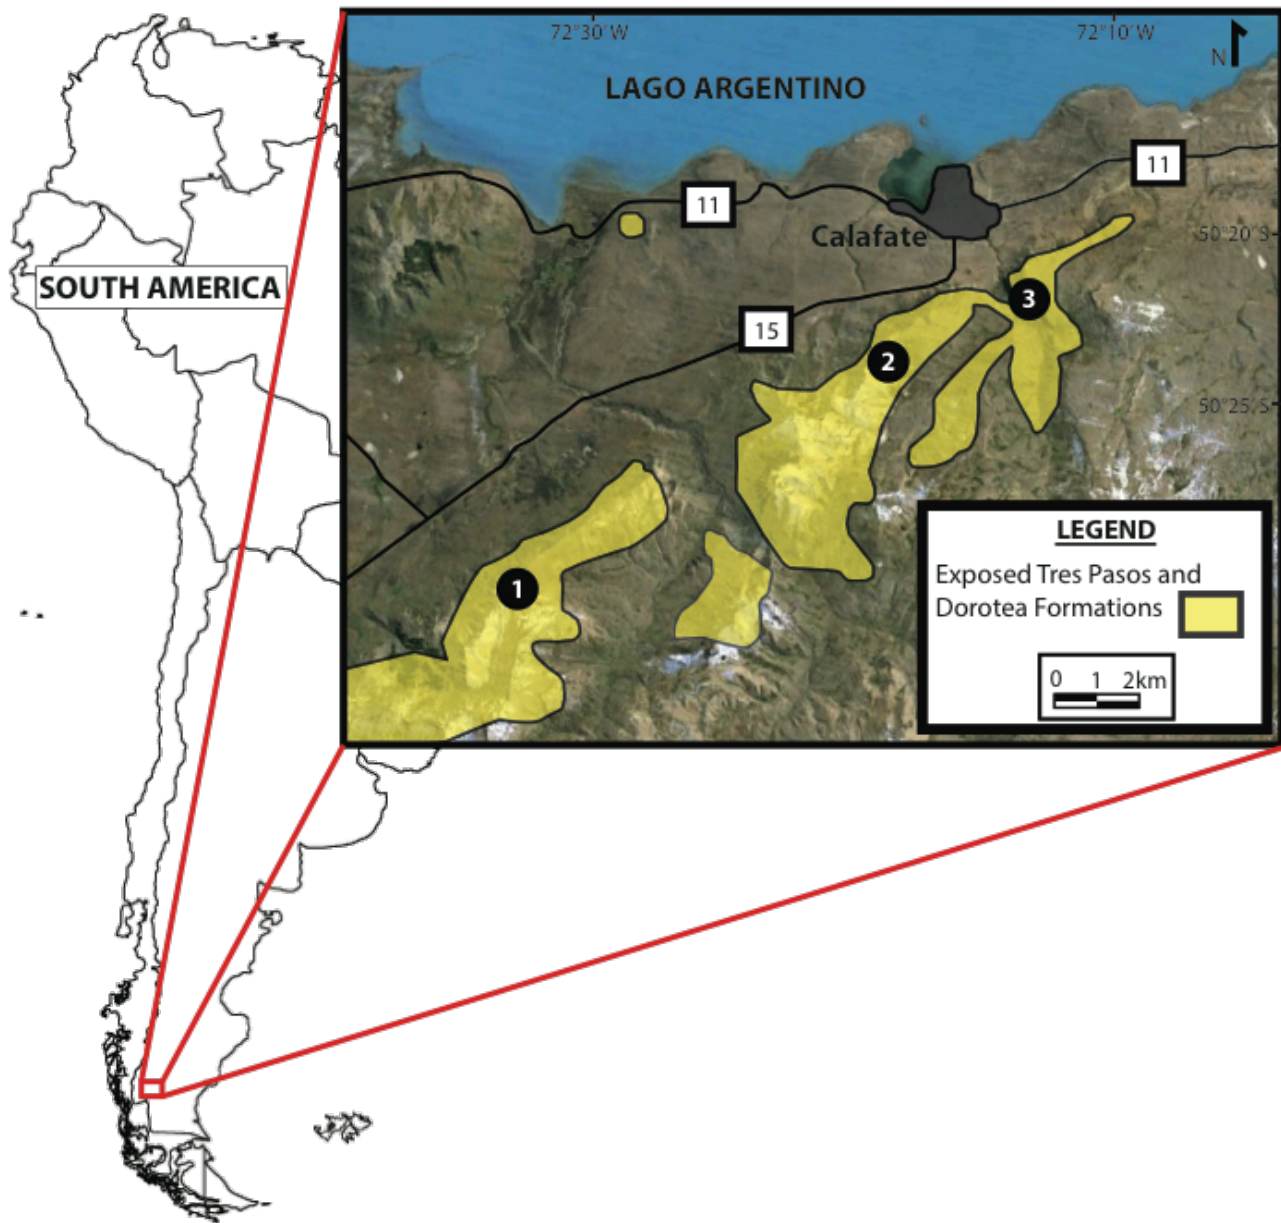 72°30' W
72°10' W
N
LAGO ARGENTINO
11
11
Calafate
50°20' S
SOUTH AMERICA
3
15
2
50°25' S
LEGEND
Exposed Tres Pasos and
Dorotea Formations
1
0 1 2km